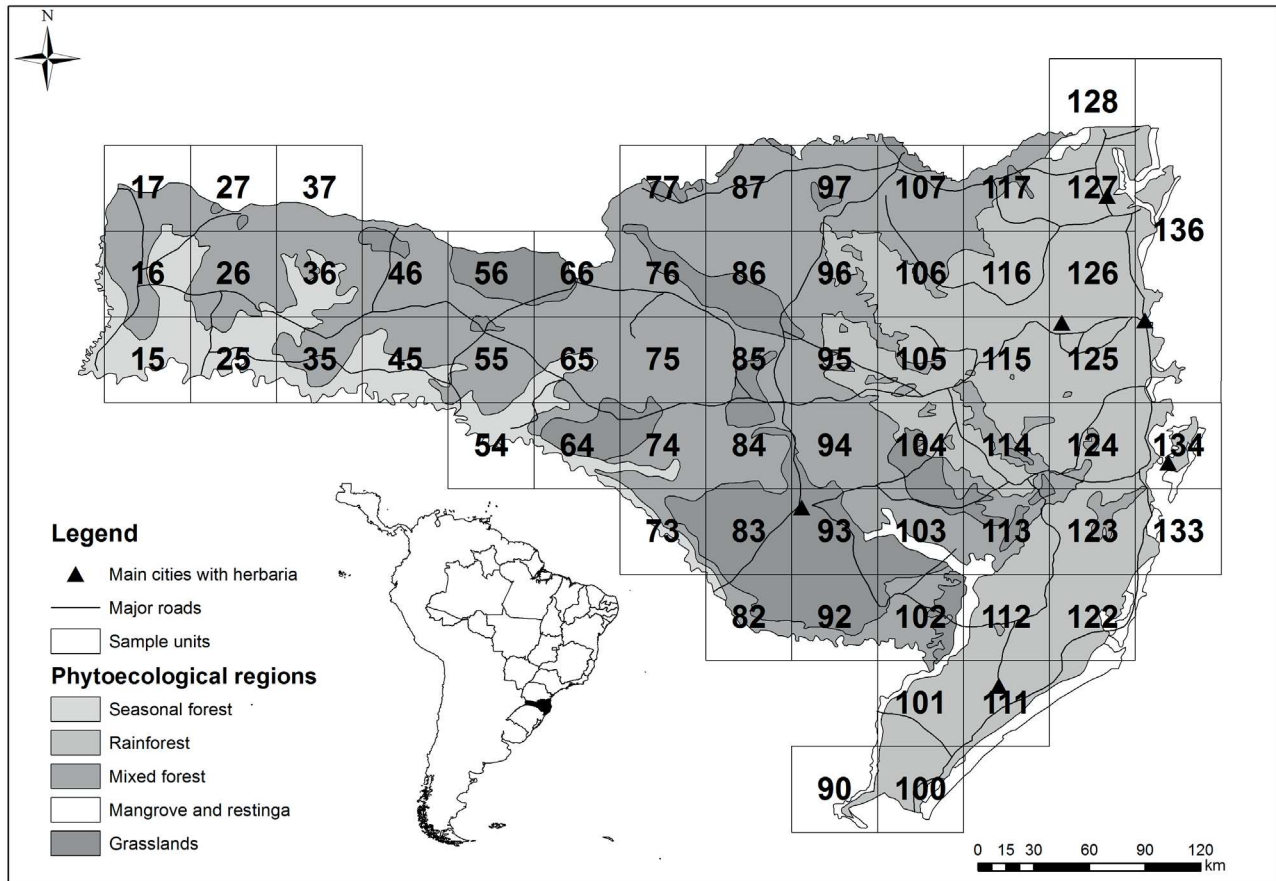 N
128
17 27 37 77 87 97 107 117 127
136
16 26 36 46 56 66 76 86 96 106 116 126
15 25 35 45 55 65 75 85 95 105 115 125
54 64 74 84 94 104 114 124 134
73 83 93 103 113 123 133
82 92 102 112 122
101 111
90 100
Legend
Main cities with herbaria
Major roads
Sample units
Phytoecological regions
Seasonal forest
Rainforest
Mixed forest
Mangrove and restinga
Grasslands
0 15 30 60 90 120
km